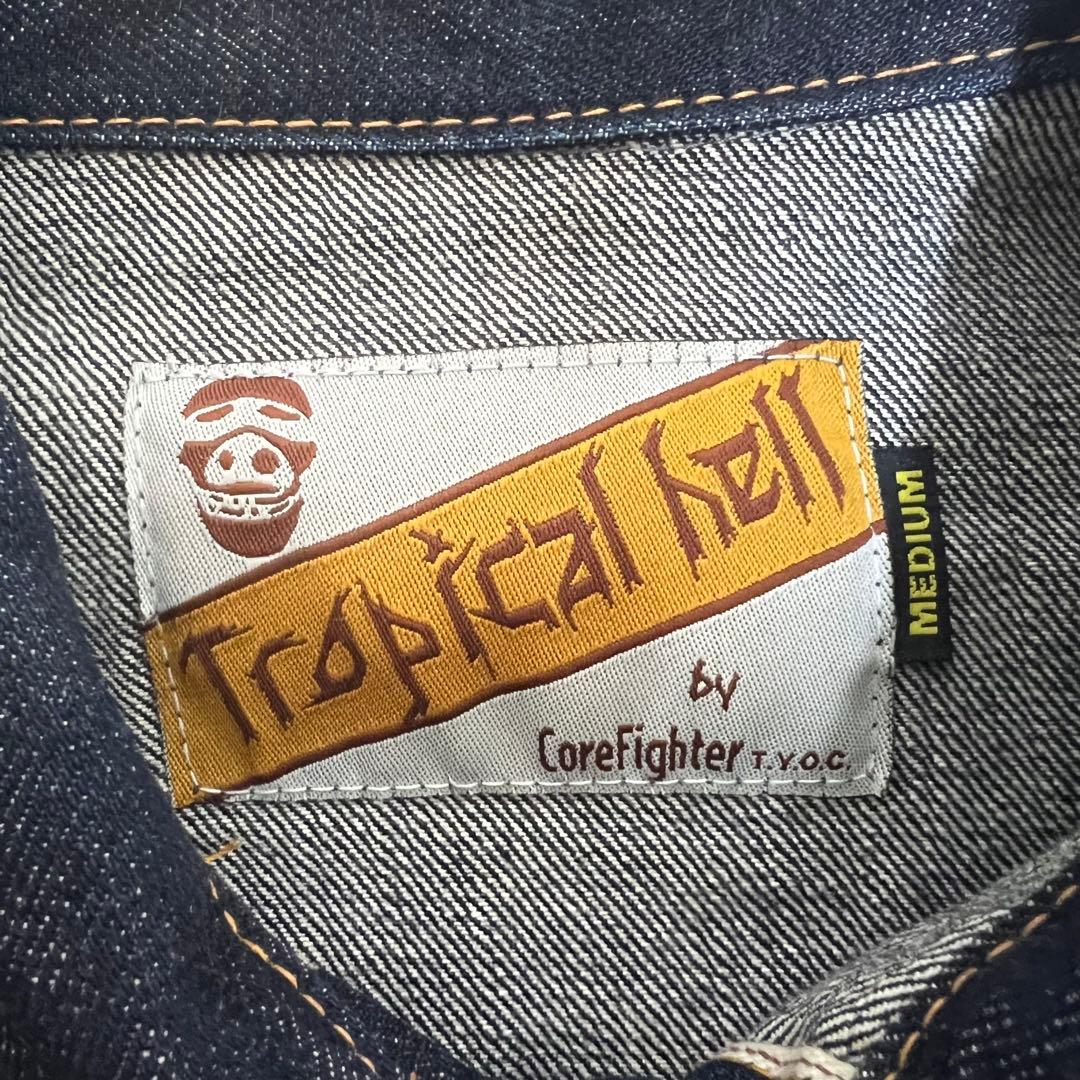 Tropical hell
by
CoreFighter T.V.O.C.
MEDIUM